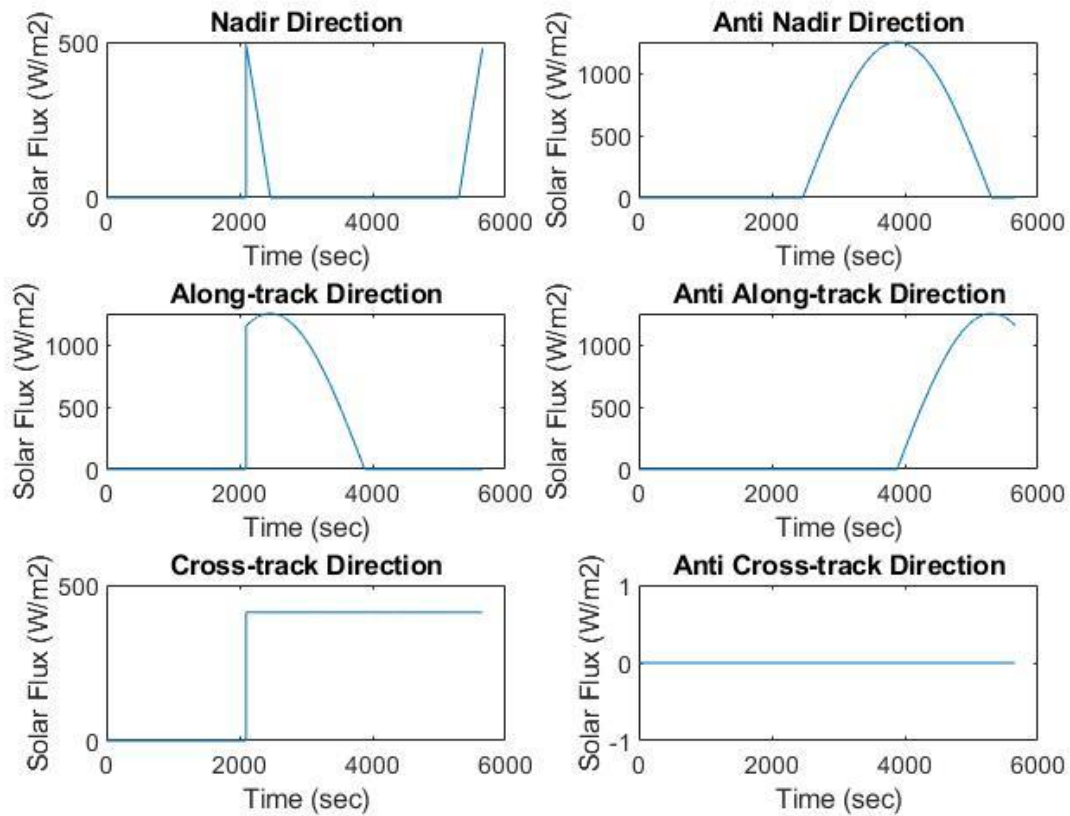 Nadir Direction
Solar Flux (W/m2)
500
0
0 2000 4000 6000
Time (sec)
Anti Nadir Direction
Solar Flux (W/m2)
1000
500
0
0 2000 4000 6000
Time (sec)
Along-track Direction
Solar Flux (W/m2)
1000
500
0
0 2000 4000 6000
Time (sec)
Anti Along-track Direction
Solar Flux (W/m2)
1000
500
0
0 2000 4000 6000
Time (sec)
Cross-track Direction
Solar Flux (W/m2)
500
0
0 2000 4000 6000
Time (sec)
Anti Cross-track Direction
Solar Flux (W/m2)
1
0
-1
0 2000 4000 6000
Time (sec)